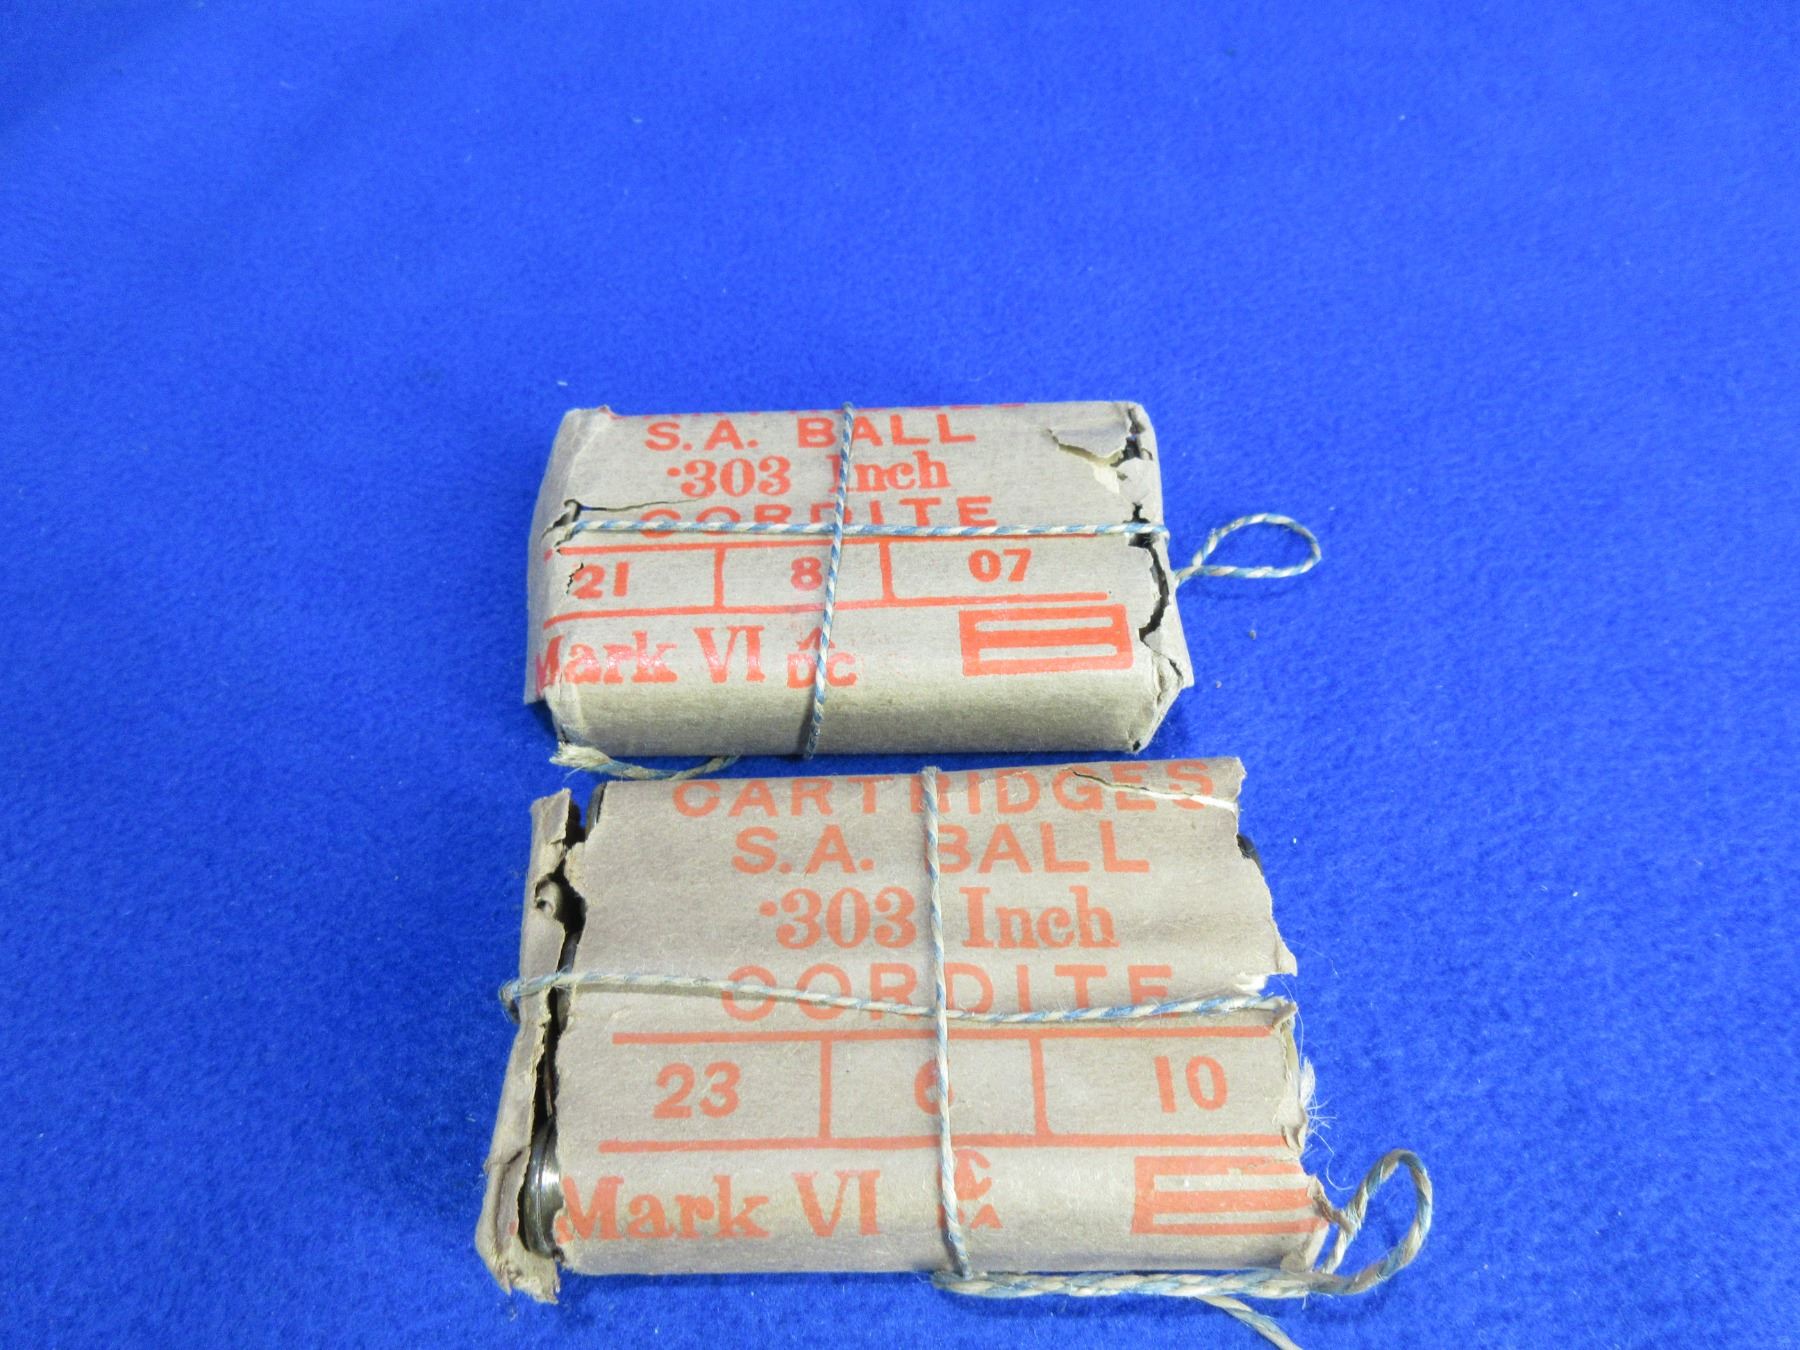 S.A. BALL
·303 Inch
CORDITE
21 8 07
Mark VI DC
CARTRIDGES
S.A. BALL
·303 Inch
CORDITE
23 6 10
Mark VI C